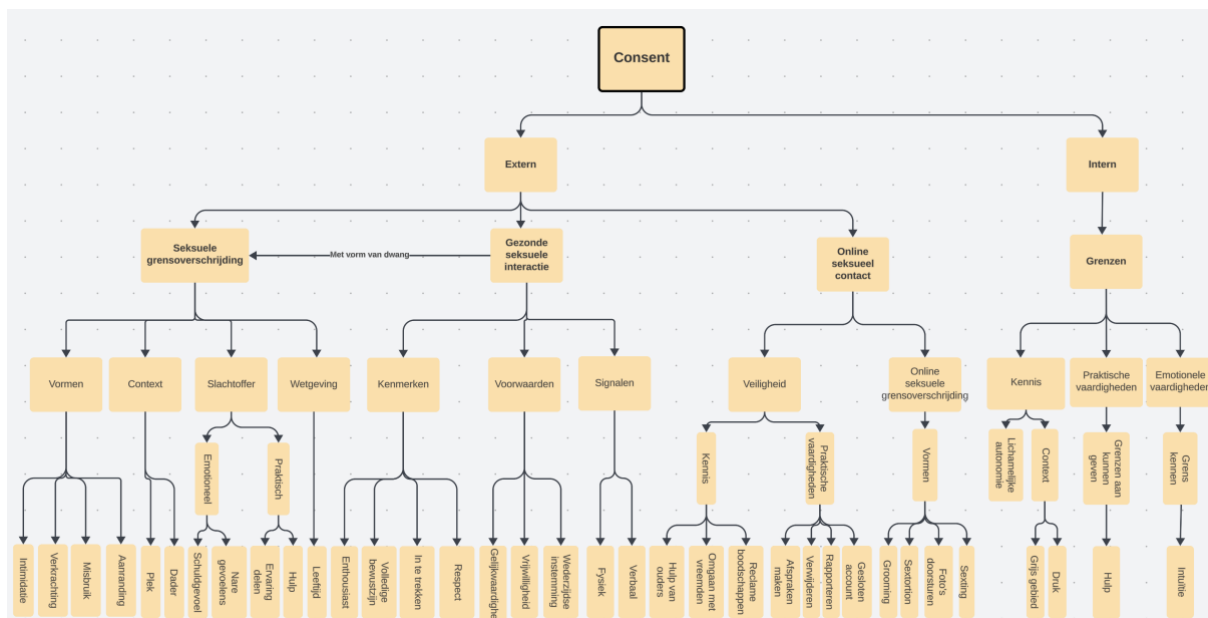 Consent
Extern
Intern
Seksuele
grensoverschrijding
Met vorm van dwang
Gezonde
seksuele
interactie
Online
seksueel
contact
Grenzen
Vormen
Context
Slachtoffer
Wetgeving
Kenmerken
Voorwaarden
Signalen
Veiligheid
Online
seksuele
grensoverschrijding
Kennis
Praktische
vaardigheden
Emotionele
vaardigheden
Emotioneel
Praktisch
Kennis
Praktische
vaardigheden
Vormen
Lichamelijke
autonomie
Context
Grenzen aan
kunnen
geven
Grens
kennen
Intimidatie
Verkrachting
Misbruik
Aanranding
Plek
Dader
Schuldgevoel
Nare
gevoelens
Ervaring
delen
Hulp
Leeftijd
Enthousiast
Volledige
bewustzijn
In te trekken
Respect
Gelijkwaardigheid
Vrijwilligheid
Wederzijdse
instemming
Fysiek
Verbaal
Hulp van
ouders
Omgaan met
vreemden
Reclame
boodschappen
Afspraken
maken
Verwijderen
Rapporteren
Gesloten
account
Grooming
Sextortion
Foto's
doorsturen
Sexting
Grijs gebied
Druk
Hulp
Intuïtie